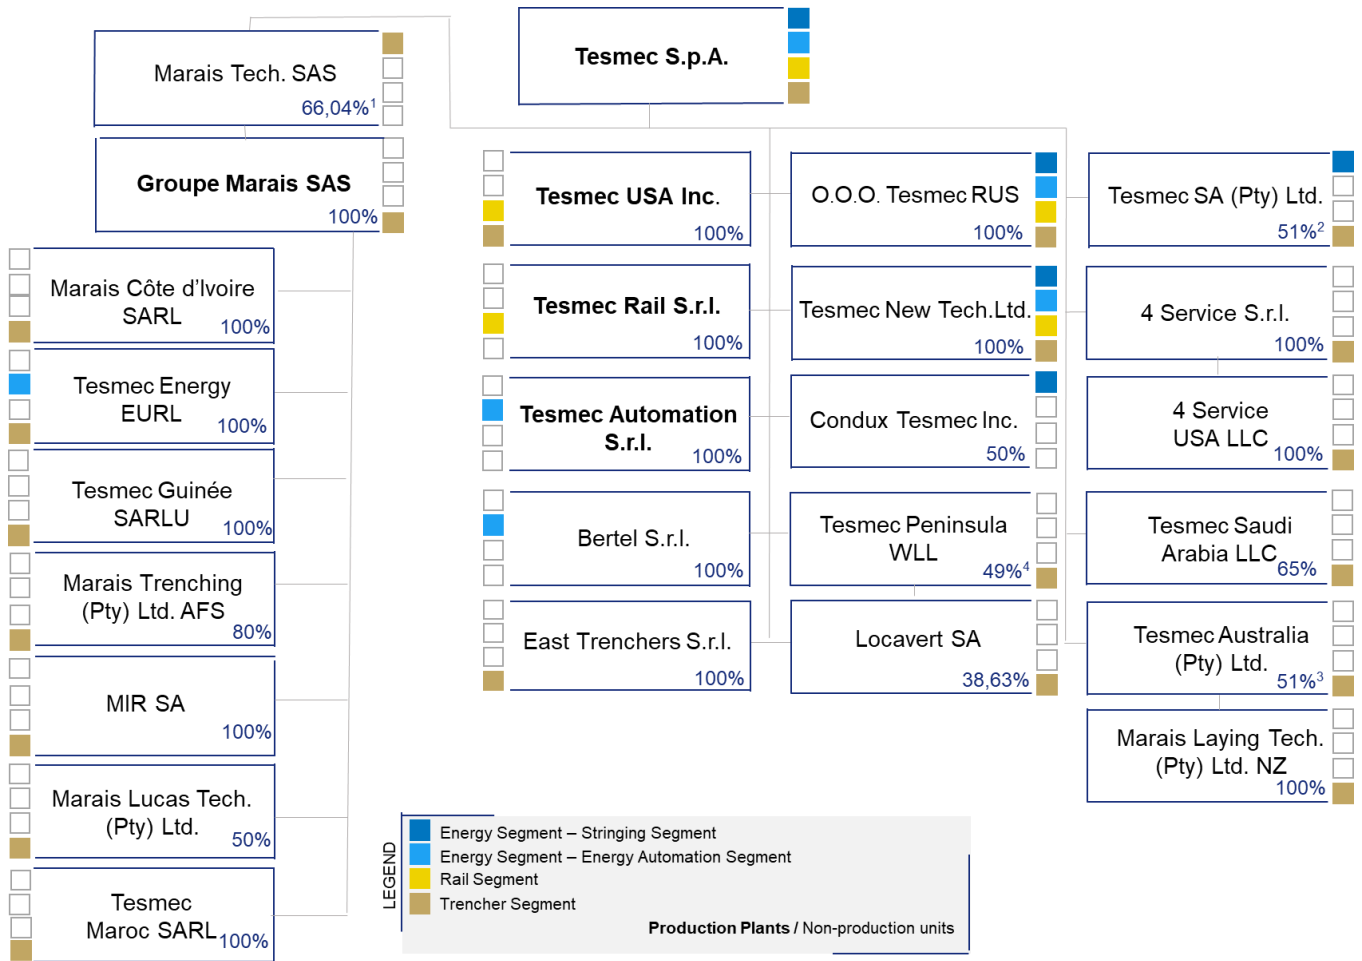 Tesmec S.p.A.
Marais Tech. SAS
66,04%1
Groupe Marais SAS
100%
Marais Côte d'Ivoire
SARL
100%
Tesmec Energy
EURL
100%
Tesmec Guinée
SARLU
100%
Marais Trenching
(Pty) Ltd. AFS
80%
MIR SA
100%
Marais Lucas Tech.
(Pty) Ltd.
50%
Tesmec
Maroc SARL
100%
Tesmec USA Inc.
100%
Tesmec Rail S.r.l.
100%
Tesmec Automation
S.r.l.
100%
Bertel S.r.l.
100%
East Trenchers S.r.l.
100%
O.O.O. Tesmec RUS
100%
Tesmec New Tech.Ltd.
100%
Condux Tesmec Inc.
50%
Tesmec Peninsula
WLL
49%4
Locavert SA
38,63%
Tesmec SA (Pty) Ltd.
51%2
4 Service S.r.l.
100%
4 Service
USA LLC
100%
Tesmec Saudi
Arabia LLC
65%
Tesmec Australia
(Pty) Ltd.
51%3
Marais Laying Tech.
(Pty) Ltd. NZ
100%
LEGEND
Energy Segment – Stringing Segment
Energy Segment – Energy Automation Segment
Rail Segment
Trencher Segment
Production Plants / Non-production units